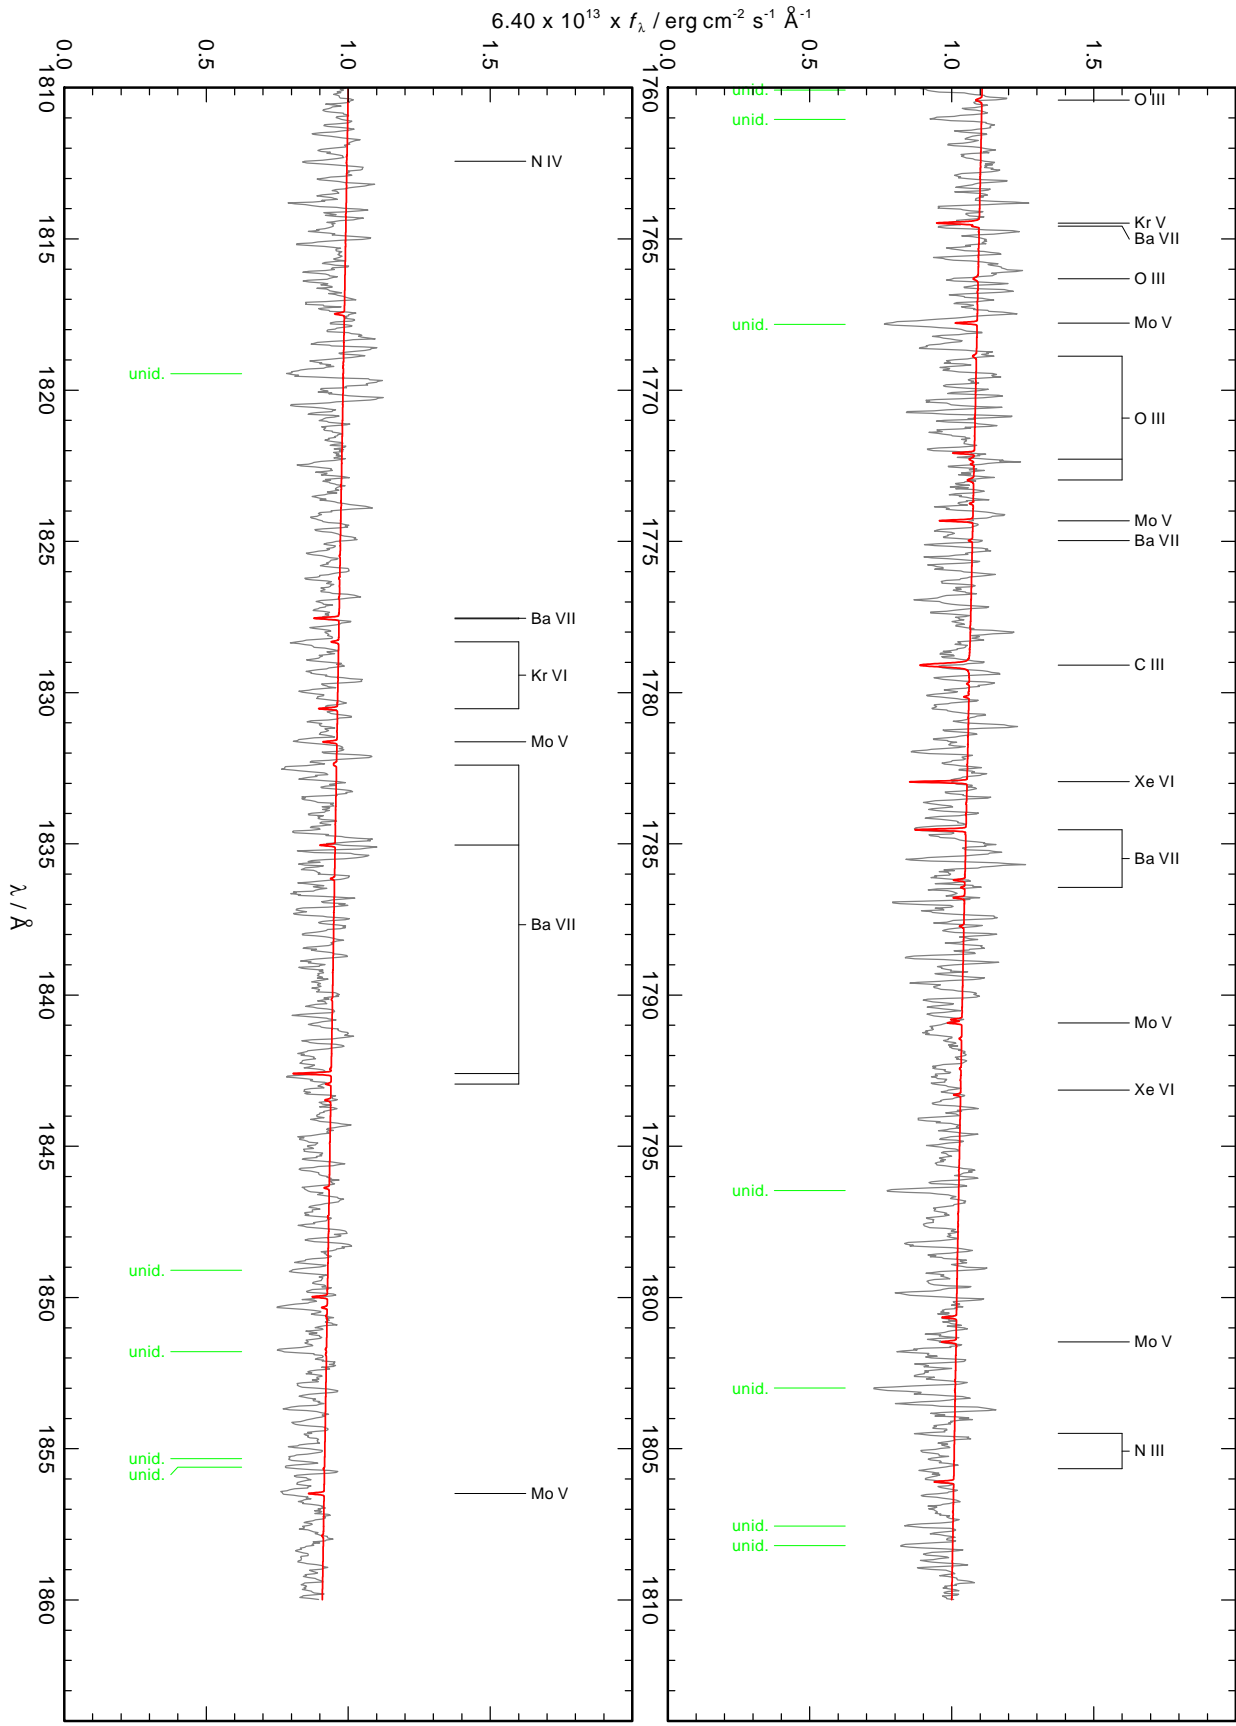 6.40 x 10¹³ x f_λ / erg cm⁻² s⁻¹ Å⁻¹
0.0
0.5
1.0
1.5
0.0
0.5
1.0
1.5
1760
1765
1770
1775
1780
1785
1790
1795
1800
1805
1810
unid.
unid.
unid.
unid.
unid.
unid.
unid.
O III
Kr V
Ba VII
O III
Mo V
O III
Mo V
Ba VII
C III
Xe VI
Ba VII
Mo V
Xe VI
Mo V
N III
1810
1815
1820
1825
1830
1835
1840
1845
1850
1855
1860
unid.
unid.
unid.
unid.
unid.
N IV
Ba VII
Kr VI
Mo V
Ba VII
Mo V
λ / Å